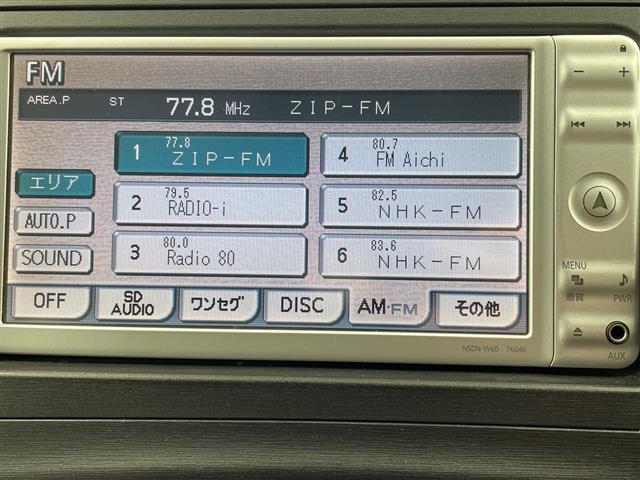 FM
AREA.P ST 77.8 MHz ZIP-FM
1 77.8 ZIP-FM
4 80.7 FM Aichi
エリア
2 79.5 RADIO-i
5 82.5 NHK-FM
AUTO.P
3 80.0 Radio 80
6 83.6 NHK-FM
SOUND
OFF
SD AUDIO
ワンセグ
DISC
AM・FM
その他
MENU
画質
PWR
AUX
NSDN-W60 76046